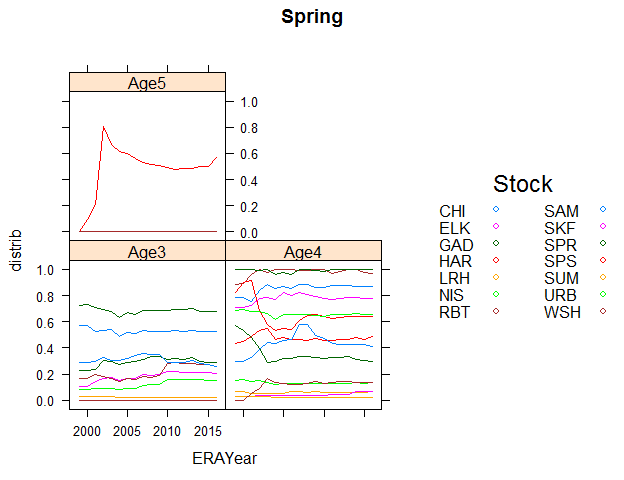 Spring
Age5
1.0
0.8
0.6
0.4
0.2
0.0
distrib
Age3
Age4
1.0
0.8
0.6
0.4
0.2
0.0
2000 2005 2010 2015
ERAYear
Stock
CHI SAM
ELK SKF
GAD SPR
HAR SPS
LRH SUM
NIS URB
RBT WSH